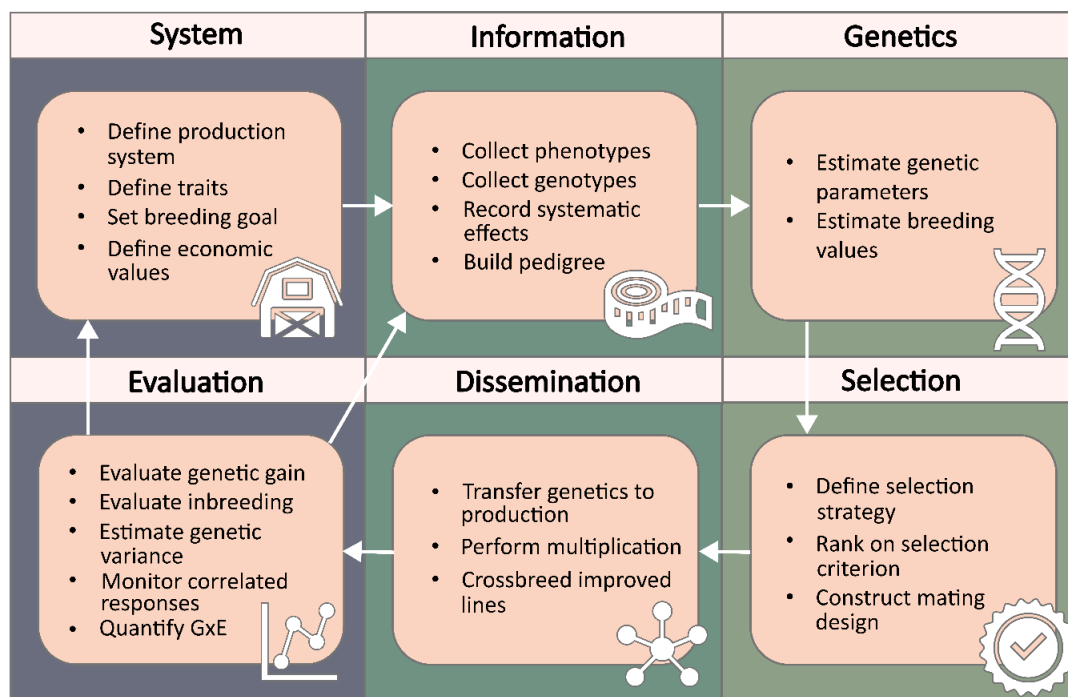 System
• Define production
system
• Define traits
• Set breeding goal
• Define economic
values
Information
• Collect phenotypes
• Collect genotypes
• Record systematic
effects
• Build pedigree
Genetics
• Estimate genetic
parameters
• Estimate breeding
values
Evaluation
• Evaluate genetic gain
• Evaluate inbreeding
• Estimate genetic
variance
• Monitor correlated
responses
• Quantify GxE
Dissemination
• Transfer genetics to
production
• Perform multiplication
• Crossbreed improved
lines
Selection
• Define selection
strategy
• Rank on selection
criterion
• Construct mating
design